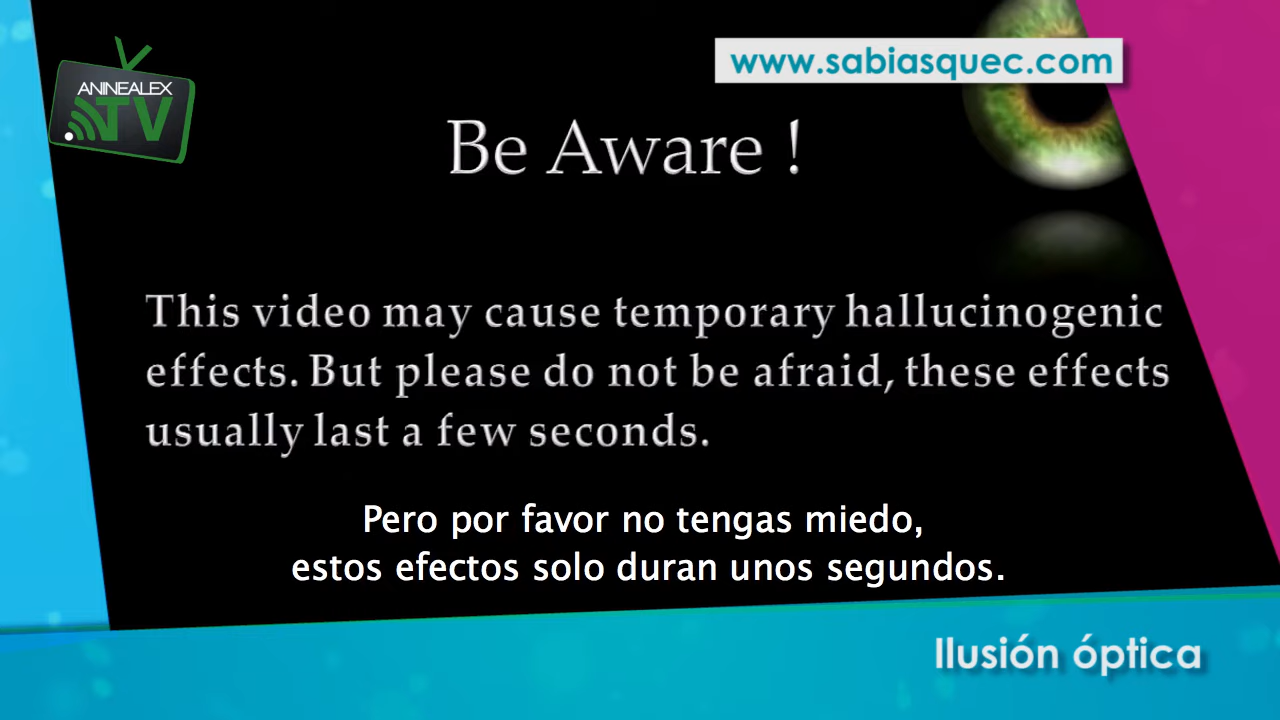 ANINEALEX
TV
www.sabiasquec.com
Be Aware !
This video may cause temporary hallucinogenic
effects. But please do not be afraid, these effects
usually last a few seconds.
Pero por favor no tengas miedo,
estos efectos solo duran unos segundos.
Ilusión óptica